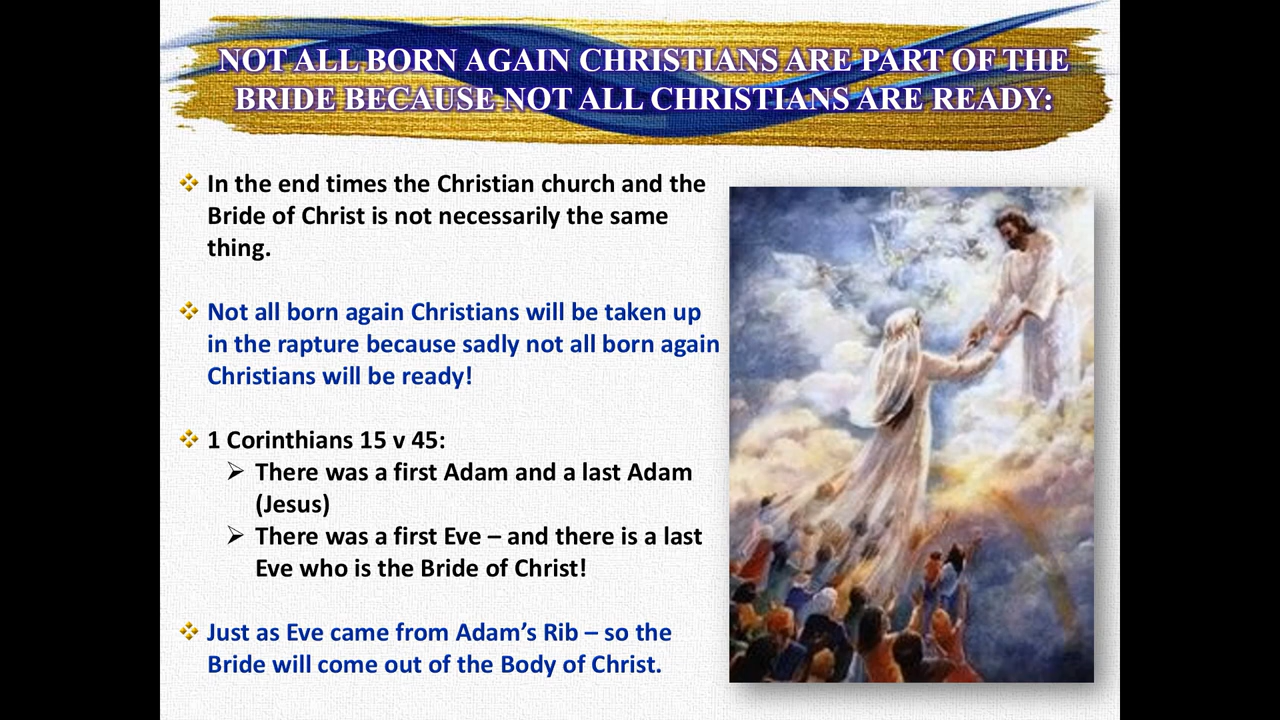 NOT ALL BORN AGAIN CHRISTIANS ARE PART OF THE
BRIDE BECAUSE NOT ALL CHRISTIANS ARE READY:
In the end times the Christian church and the
Bride of Christ is not necessarily the same
thing.
Not all born again Christians will be taken up
in the rapture because sadly not all born again
Christians will be ready!
1 Corinthians 15 v 45:
There was a first Adam and a last Adam
(Jesus)
There was a first Eve – and there is a last
Eve who is the Bride of Christ!
Just as Eve came from Adam’s Rib – so the
Bride will come out of the Body of Christ.